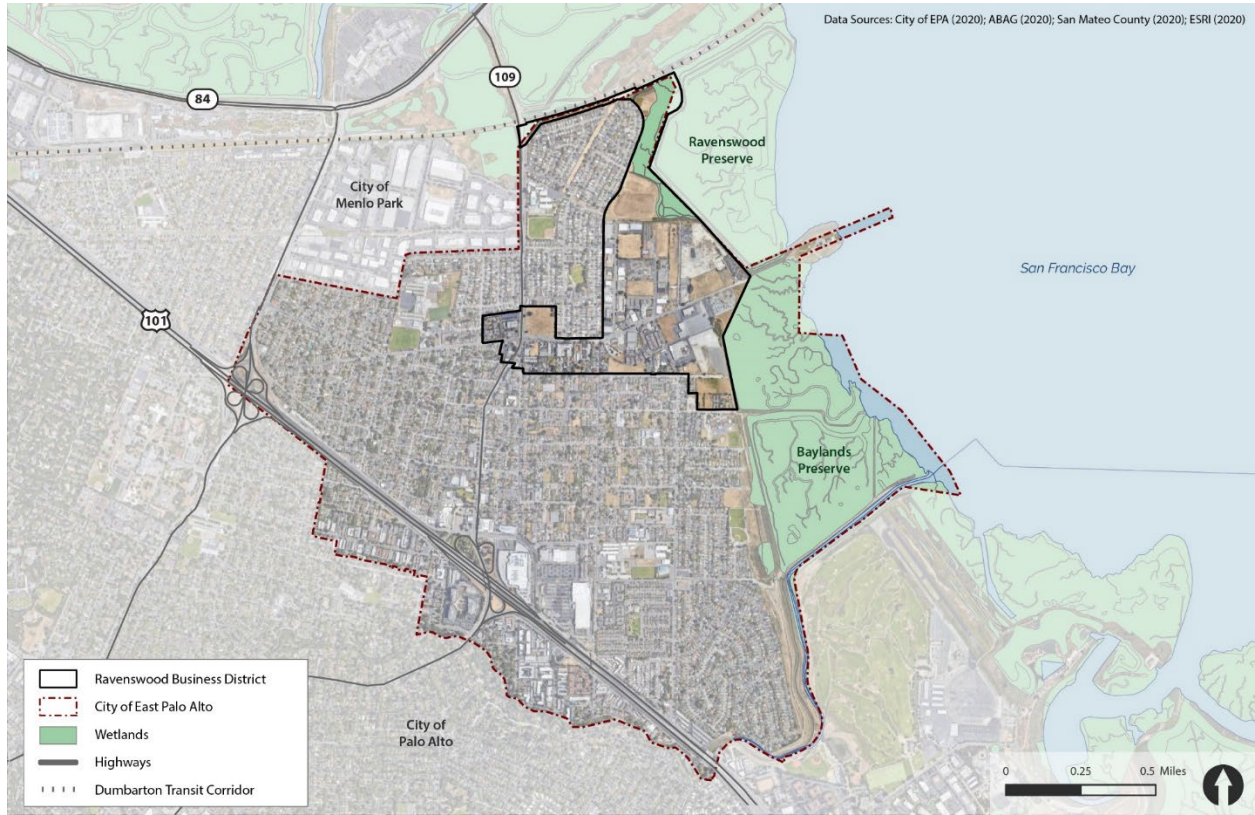 Data Sources: City of EPA (2020); ABAG (2020); San Mateo County (2020); ESRI (2020)
109
84
Ravenswood
Preserve
City of
Menlo Park
San Francisco Bay
101
Baylands
Preserve
Ravenswood Business District
City of East Palo Alto
Wetlands
Highways
Dumbarton Transit Corridor
City of
Palo Alto
0 0.25 0.5 Miles